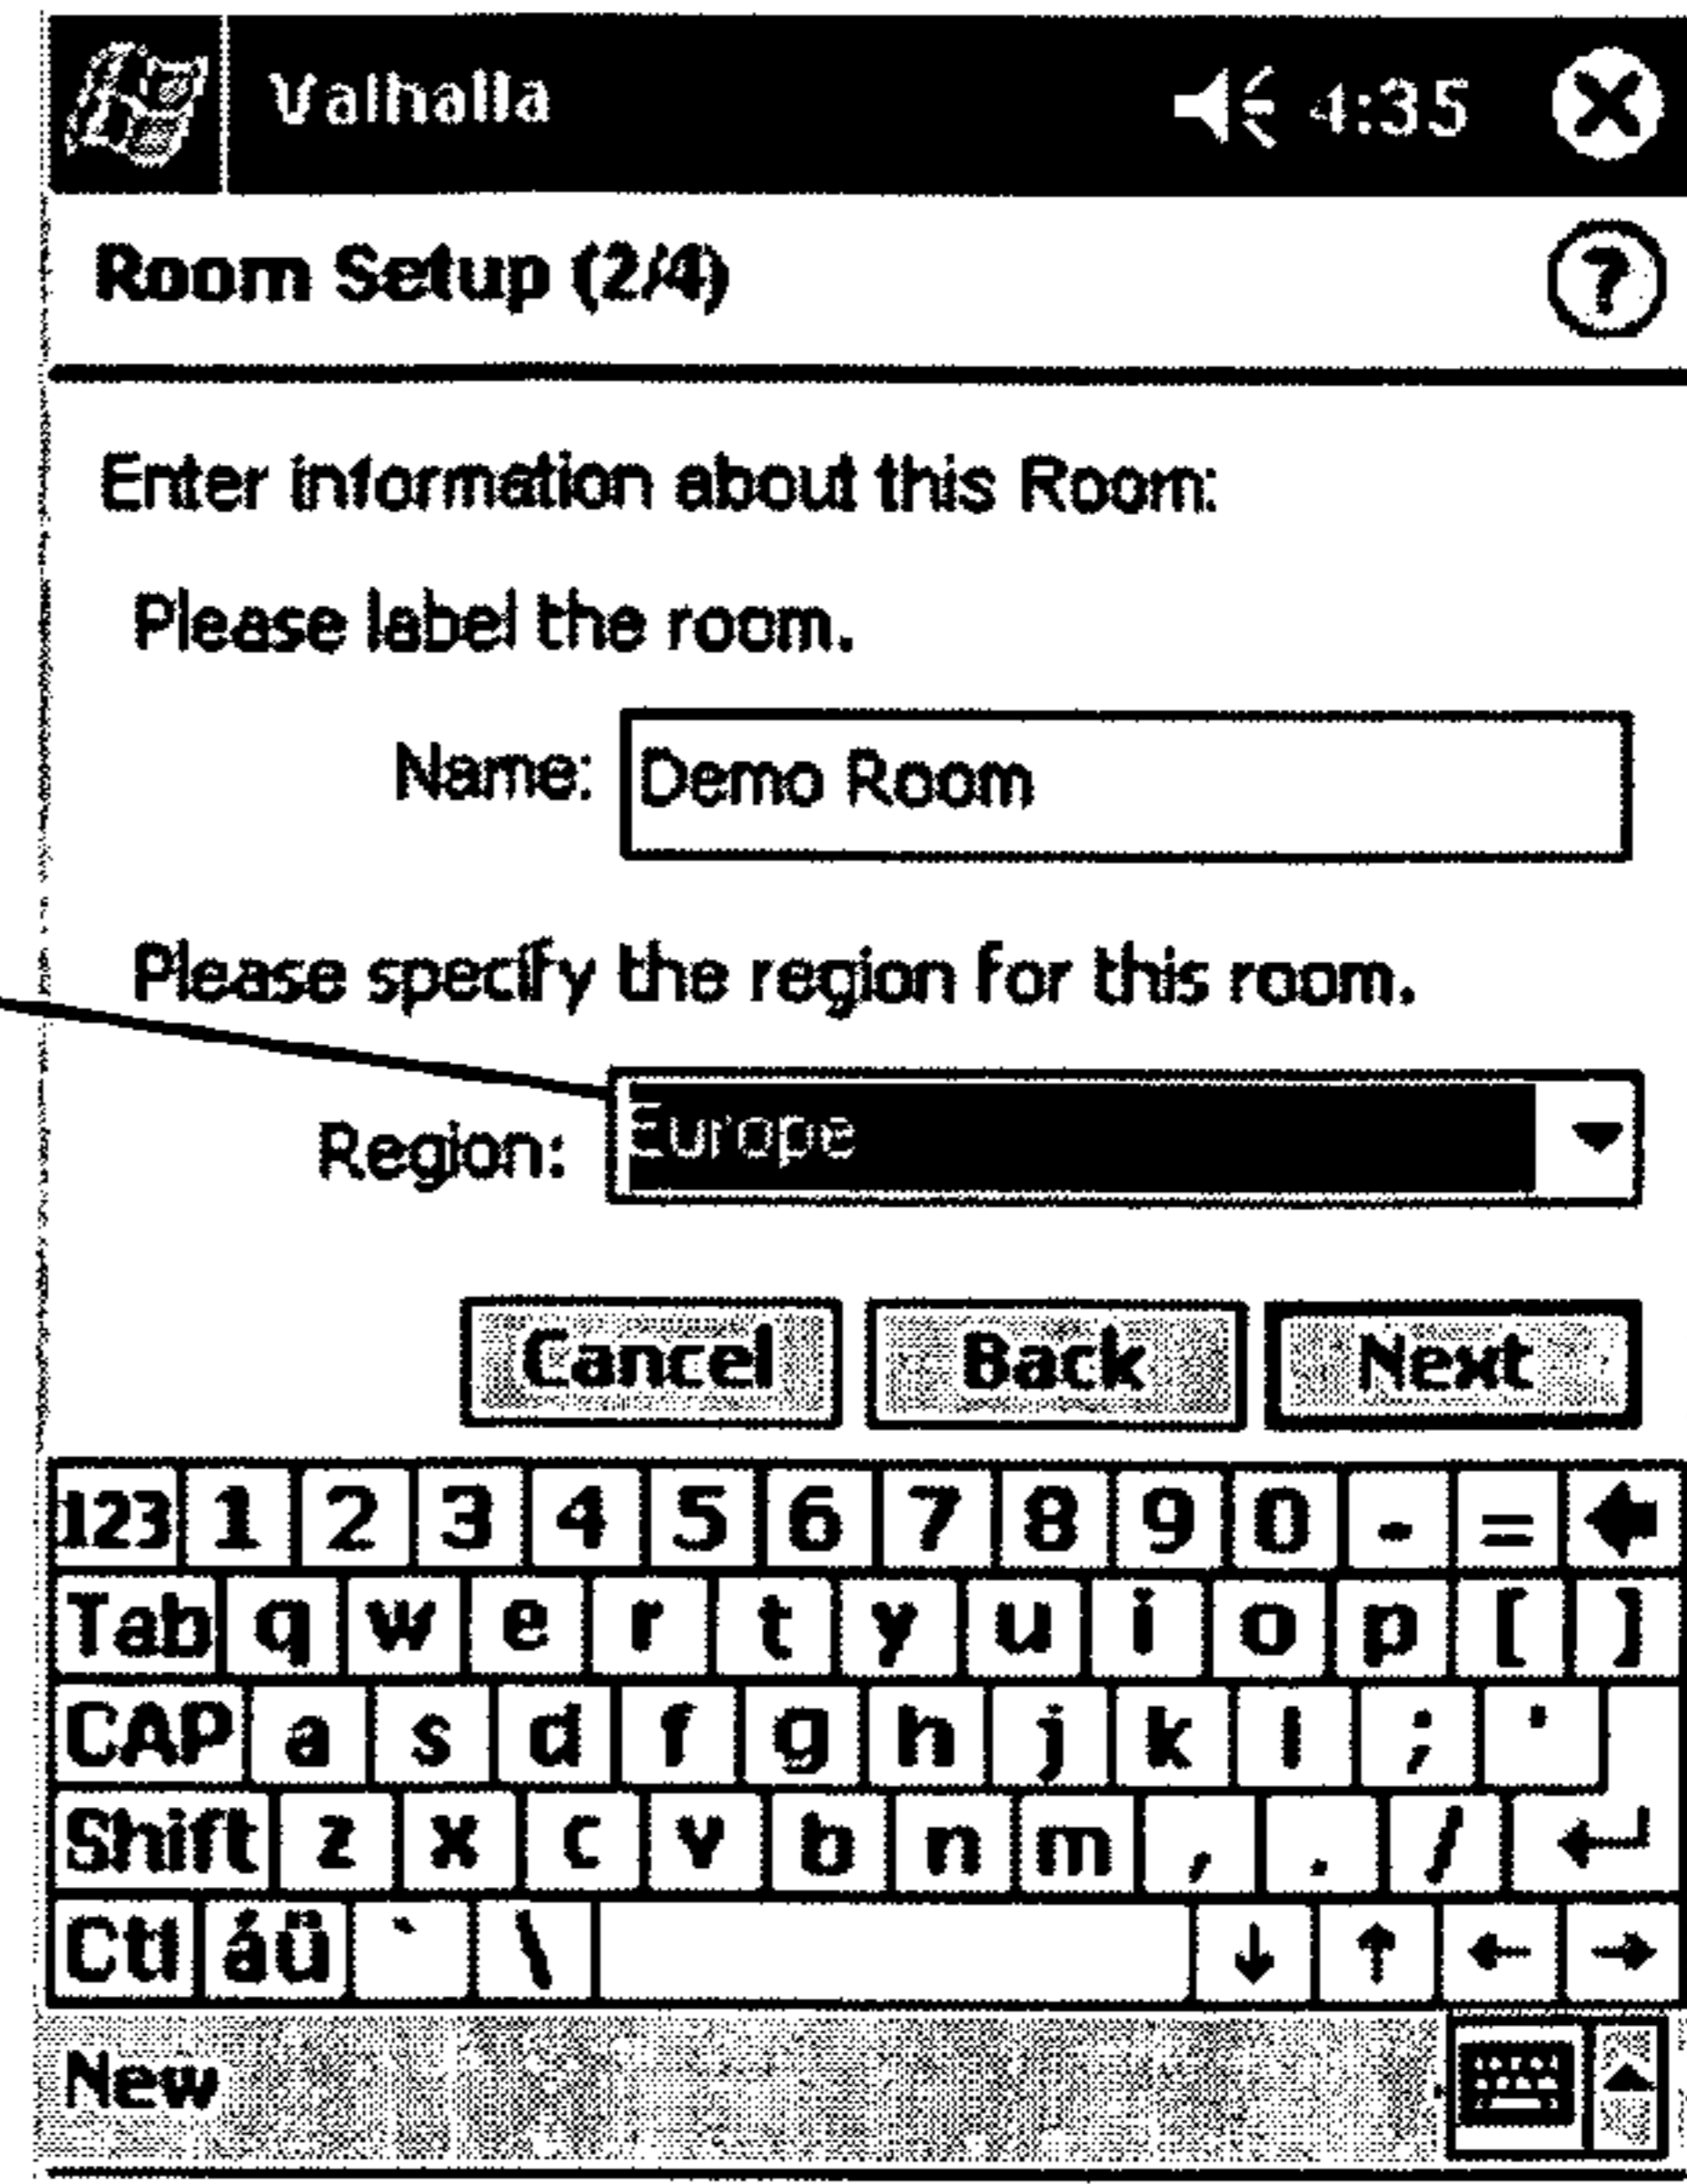 Valhalla 4:35
Room Setup (2/4) ?
Enter information about this Room:
Please label the room.
Name: Demo Room
Please specify the region for this room.
Region: Europe
Cancel Back Next
123 1 2 3 4 5 6 7 8 9 0 - =
Tab q w e r t y u i o p [ ]
CAP a s d f g h j k l ; '
Shift z x c v b n m , . /
Ctl áü ` \
New